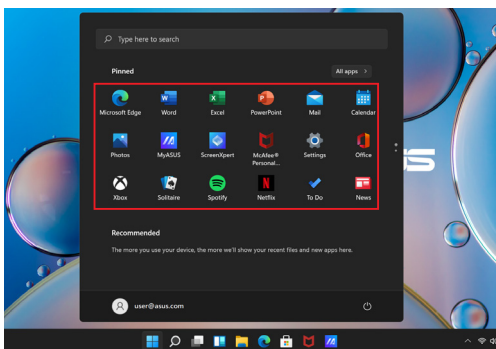 Type here to search
Pinned
All apps >
Microsoft Edge
Word
Excel
PowerPoint
Mail
Calendar
Photos
MyASUS
ScreenXpert
McAfee®
Personal...
Settings
Office
Xbox
Solitaire
Spotify
Netflix
To Do
News
Recommended
The more you use your device, the more we'll show your recent files and new apps here.
user@asus.com